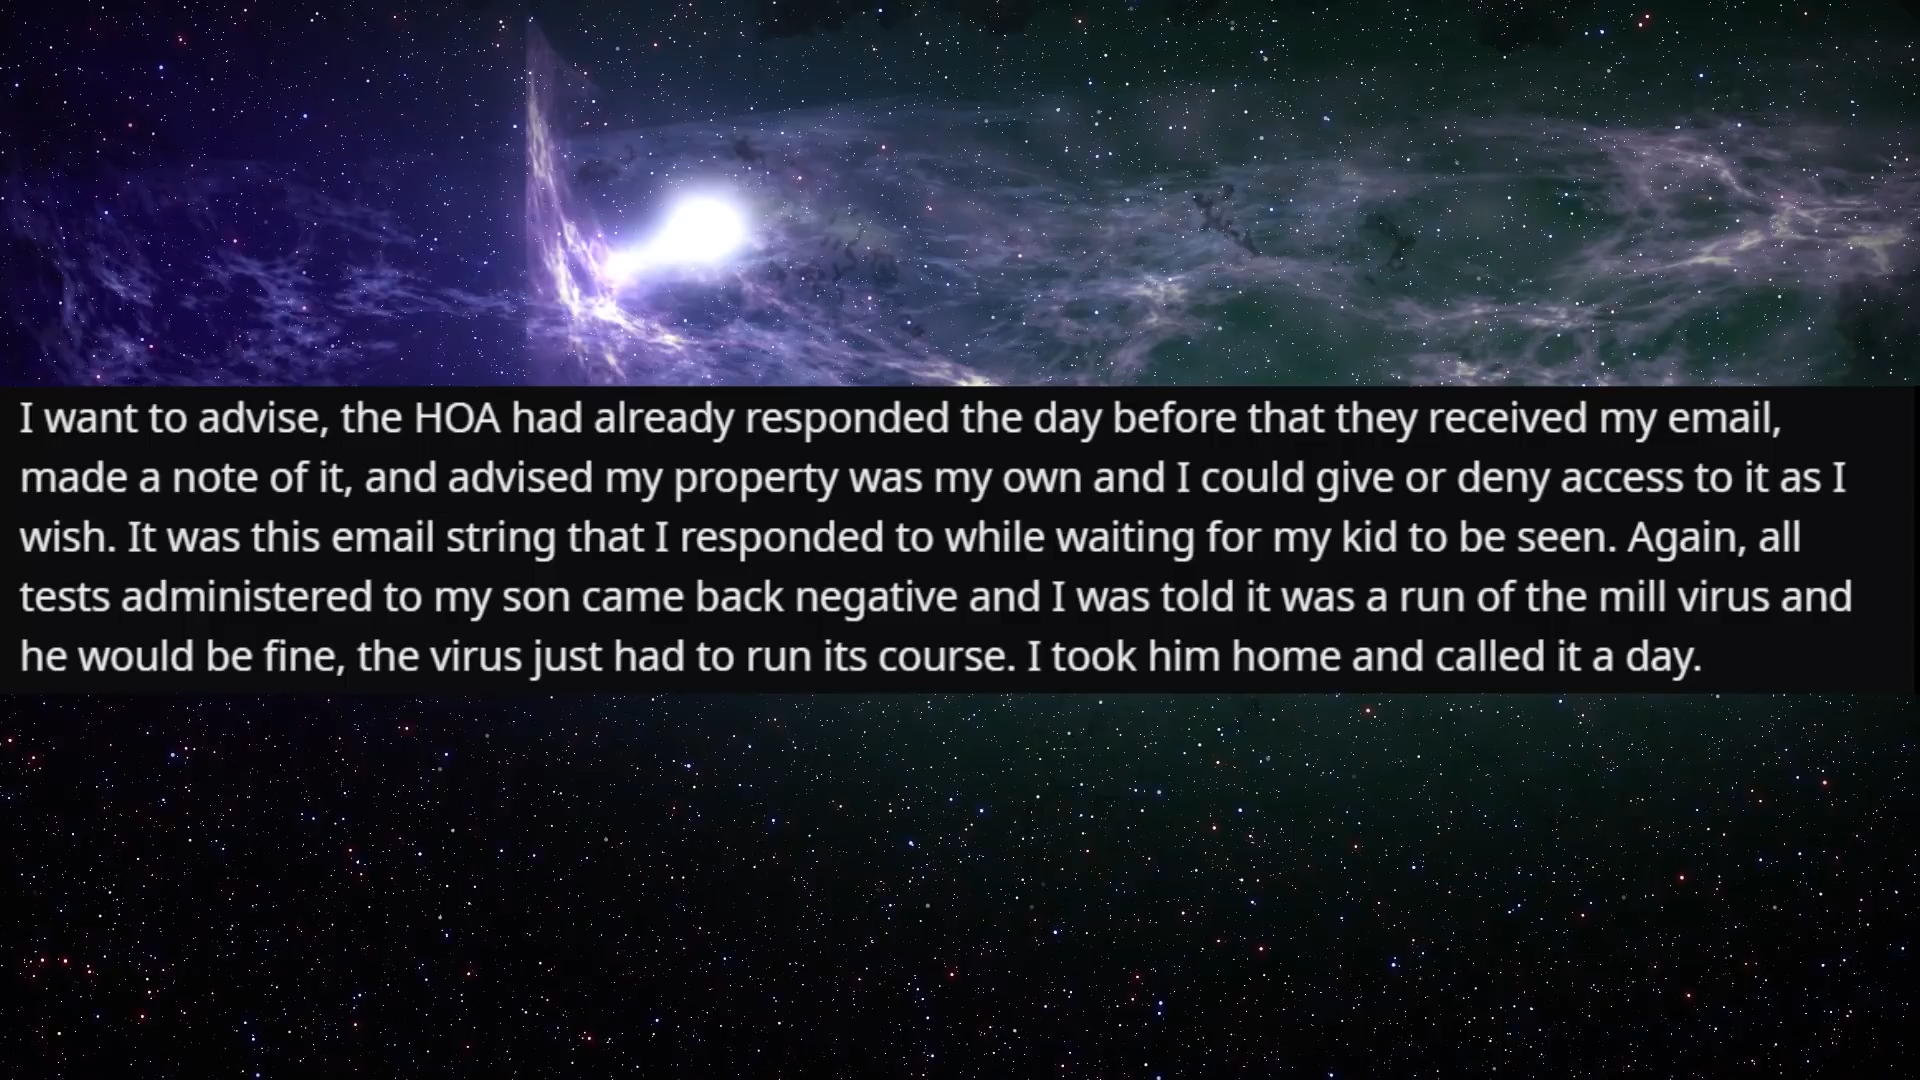 I want to advise, the HOA had already responded the day before that they received my email,
made a note of it, and advised my property was my own and I could give or deny access to it as I
wish. It was this email string that I responded to while waiting for my kid to be seen. Again, all
tests administered to my son came back negative and I was told it was a run of the mill virus and
he would be fine, the virus just had to run its course. I took him home and called it a day.